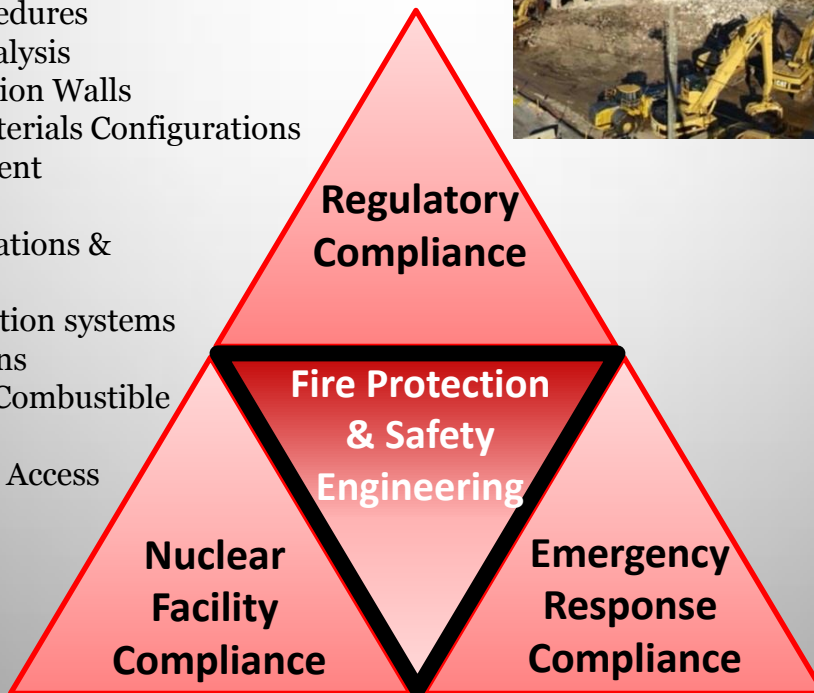 edures
alysis
ion Walls
terials Configurations
ent
ations &
tion systems
ns
Combustible
Access
Regulatory
Compliance
Fire Protection
& Safety
Engineering
Nuclear
Facility
Compliance
Emergency
Response
Compliance